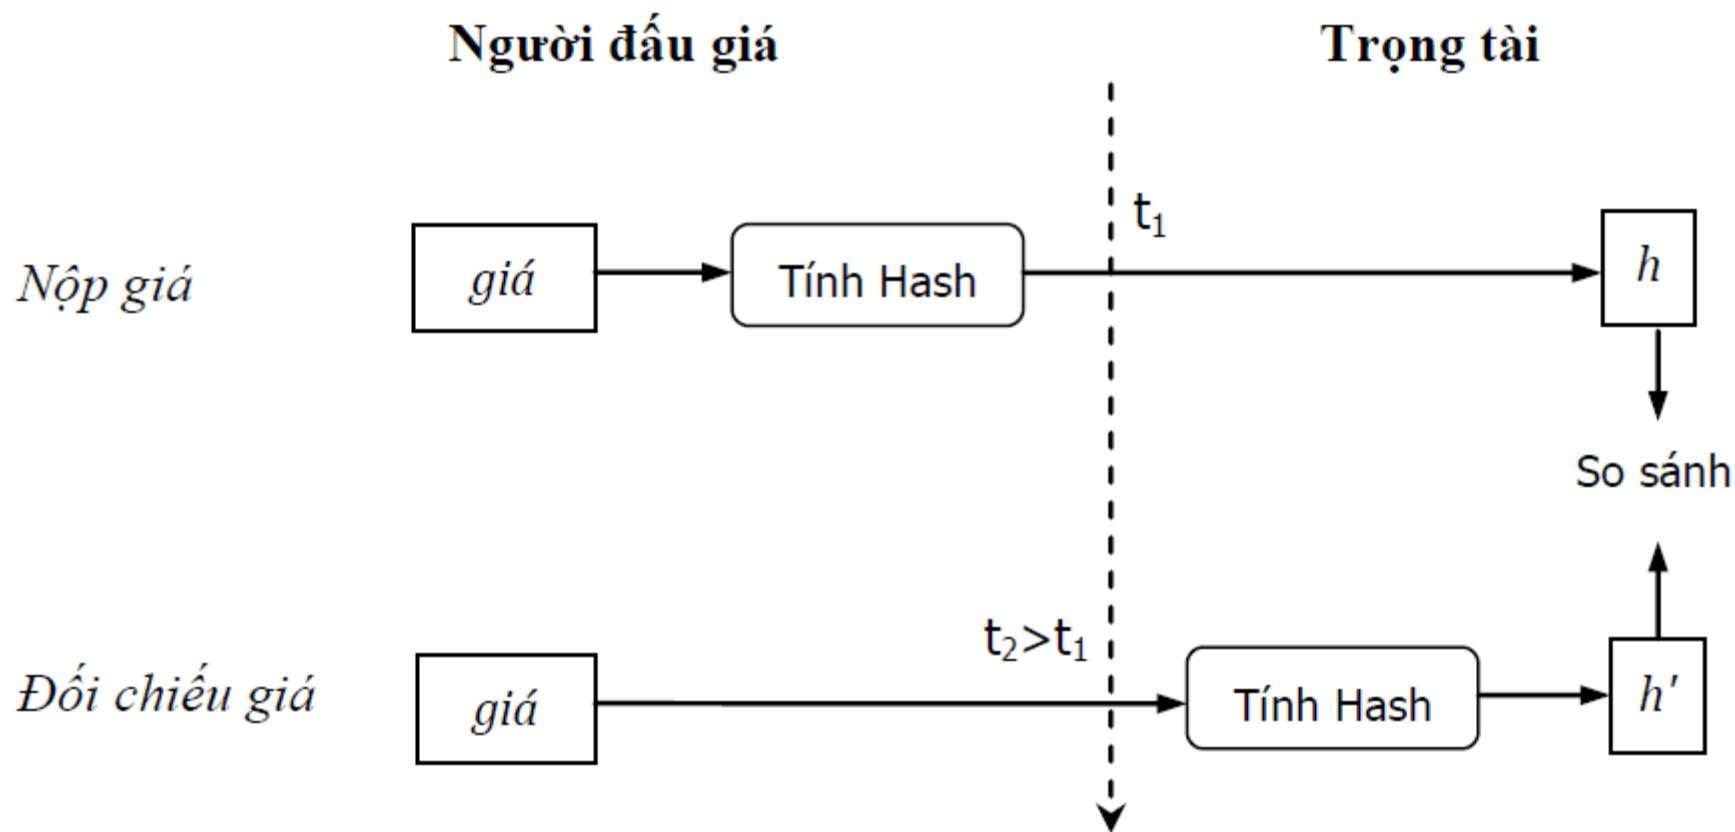 Người đấu giá
Trọng tài
t₁
Nộp giá
giá
Tính Hash
h
So sánh
t₂>t₁
Đối chiếu giá
giá
Tính Hash
h'